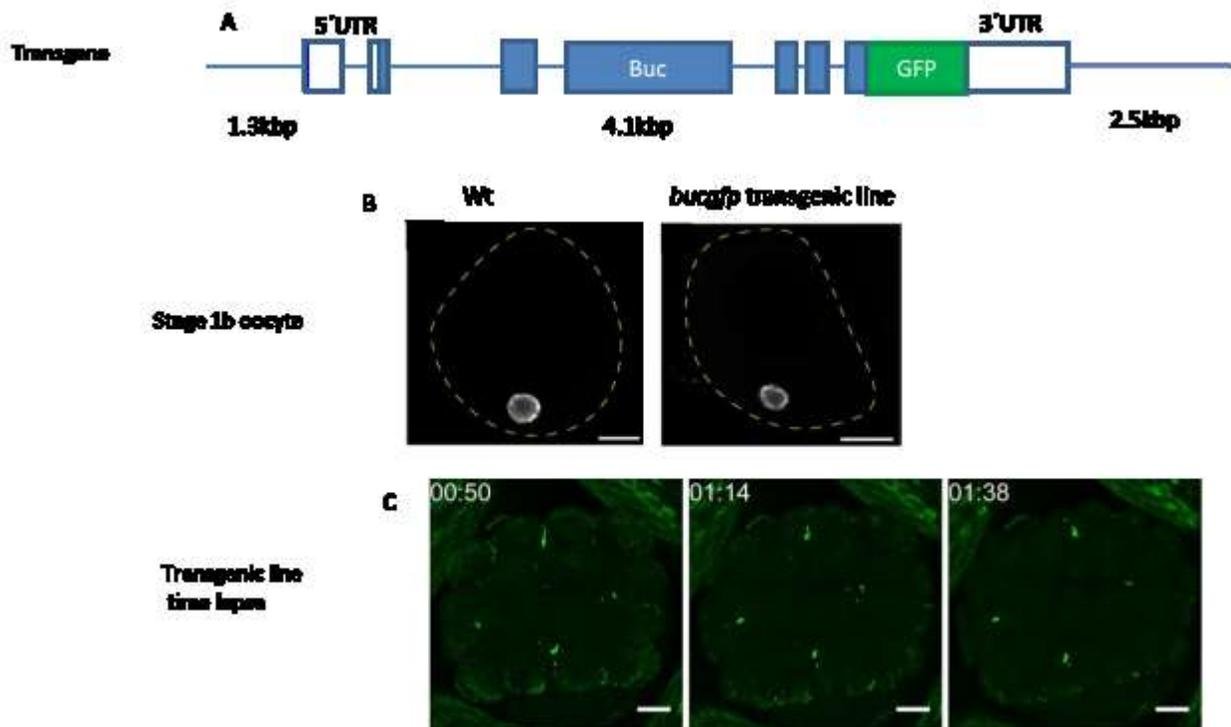 A
5'UTR
3'UTR
Transgene
Buc
GFP
1.3kbp
4.1kbp
2.5kbp
B
Wt
bucgfp transgenic line
Stage 1b oocyte
C
00:50
01:14
01:38
Transgenic line
time lapse